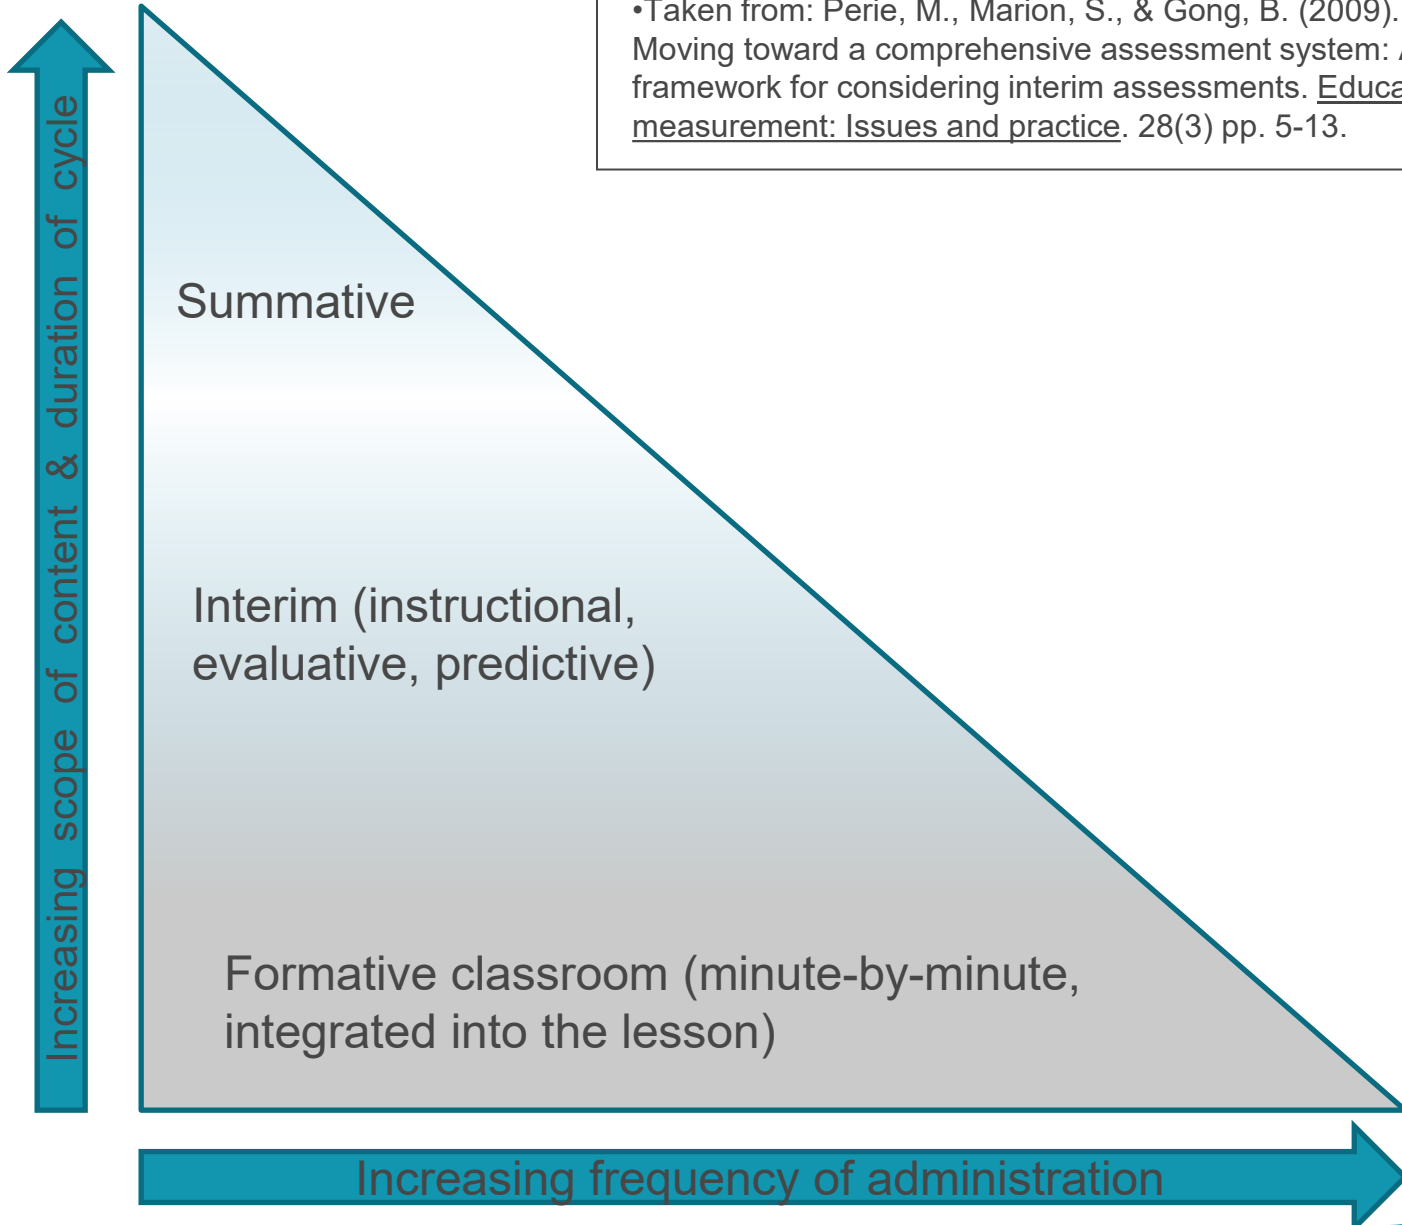 •Taken from: Perie, M., Marion, S., & Gong, B. (2009).
Moving toward a comprehensive assessment system: A
framework for considering interim assessments. Educa
measurement: Issues and practice. 28(3) pp. 5-13.
Increasing scope of content & duration of cycle
Summative
Interim (instructional,
evaluative, predictive)
Formative classroom (minute-by-minute,
integrated into the lesson)
Increasing frequency of administration